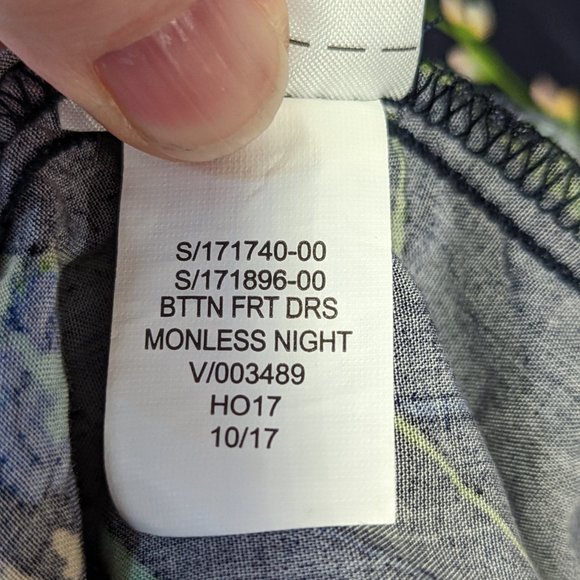 S/171740-00
S/171896-00
BTTN FRT DRS
MONLESS NIGHT
V/003489
HO17
10/17